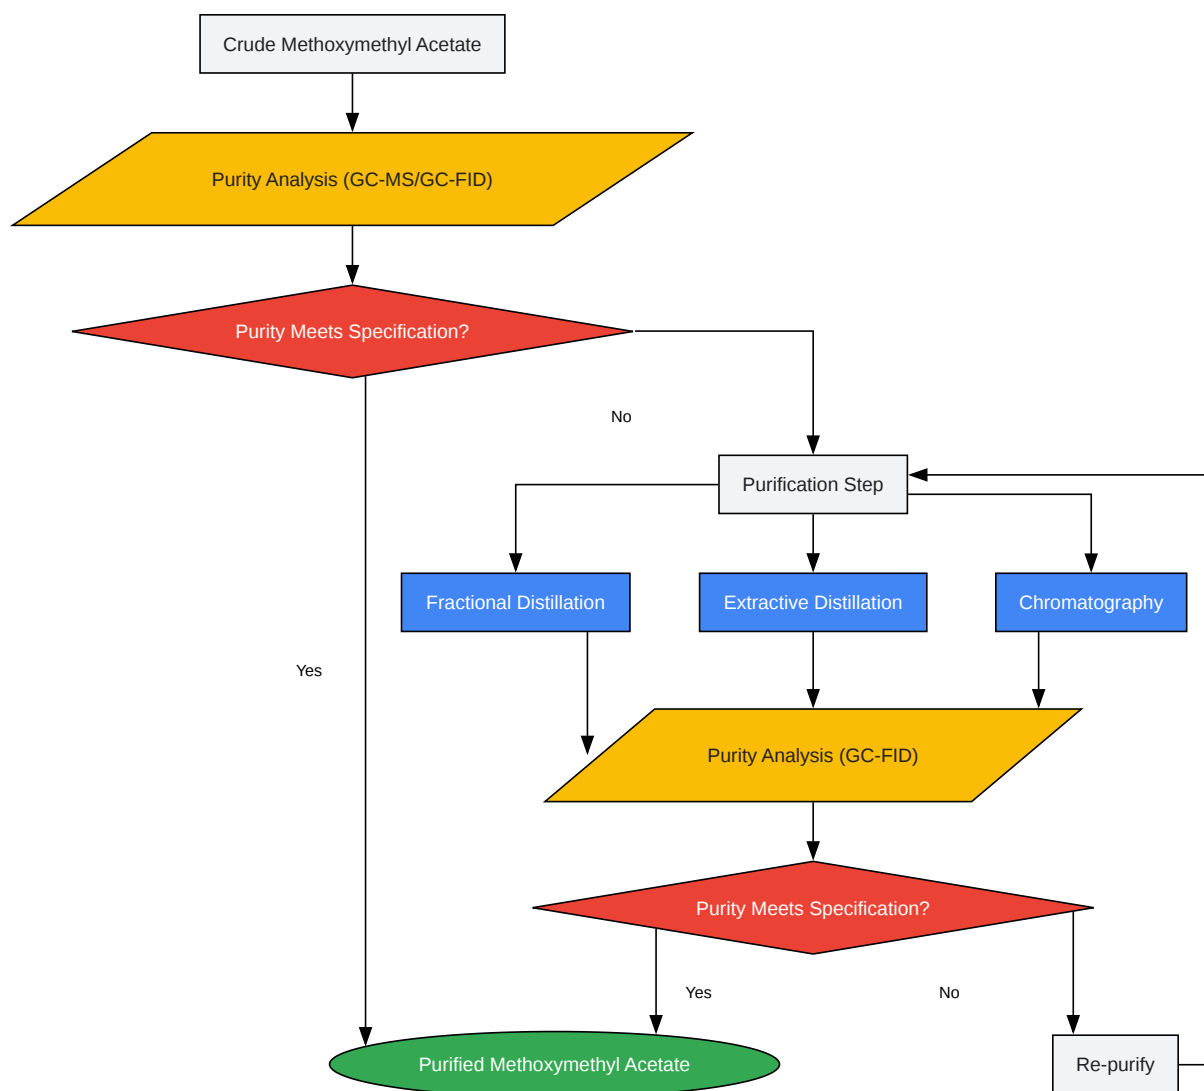 Crude Methoxymethyl Acetate
Purity Analysis (GC-MS/GC-FID)
Purity Meets Specification?
No
Purification Step
Fractional Distillation
Extractive Distillation
Chromatography
Yes
Purity Analysis (GC-FID)
Purity Meets Specification?
Yes
No
Purified Methoxymethyl Acetate
Re-purify